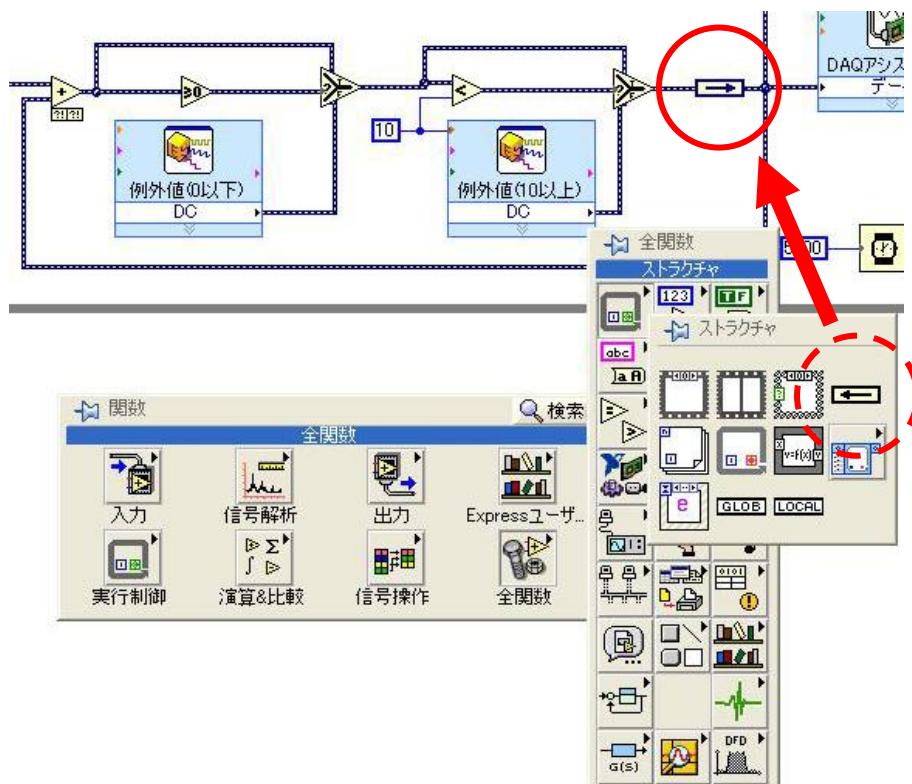 DAQアシス
データ
≥0
10
例外値(0以下)
DC
例外値(10以上)
DC
全関数
ストラクチャ
123
TF
abc
aA
ストラクチャ
GLOB
LOCAL
関数
検索
全関数
入力
信号解析
出力
Expressユーザ...
実行制御
演算&比較
信号操作
全関数
DFD
G(s)